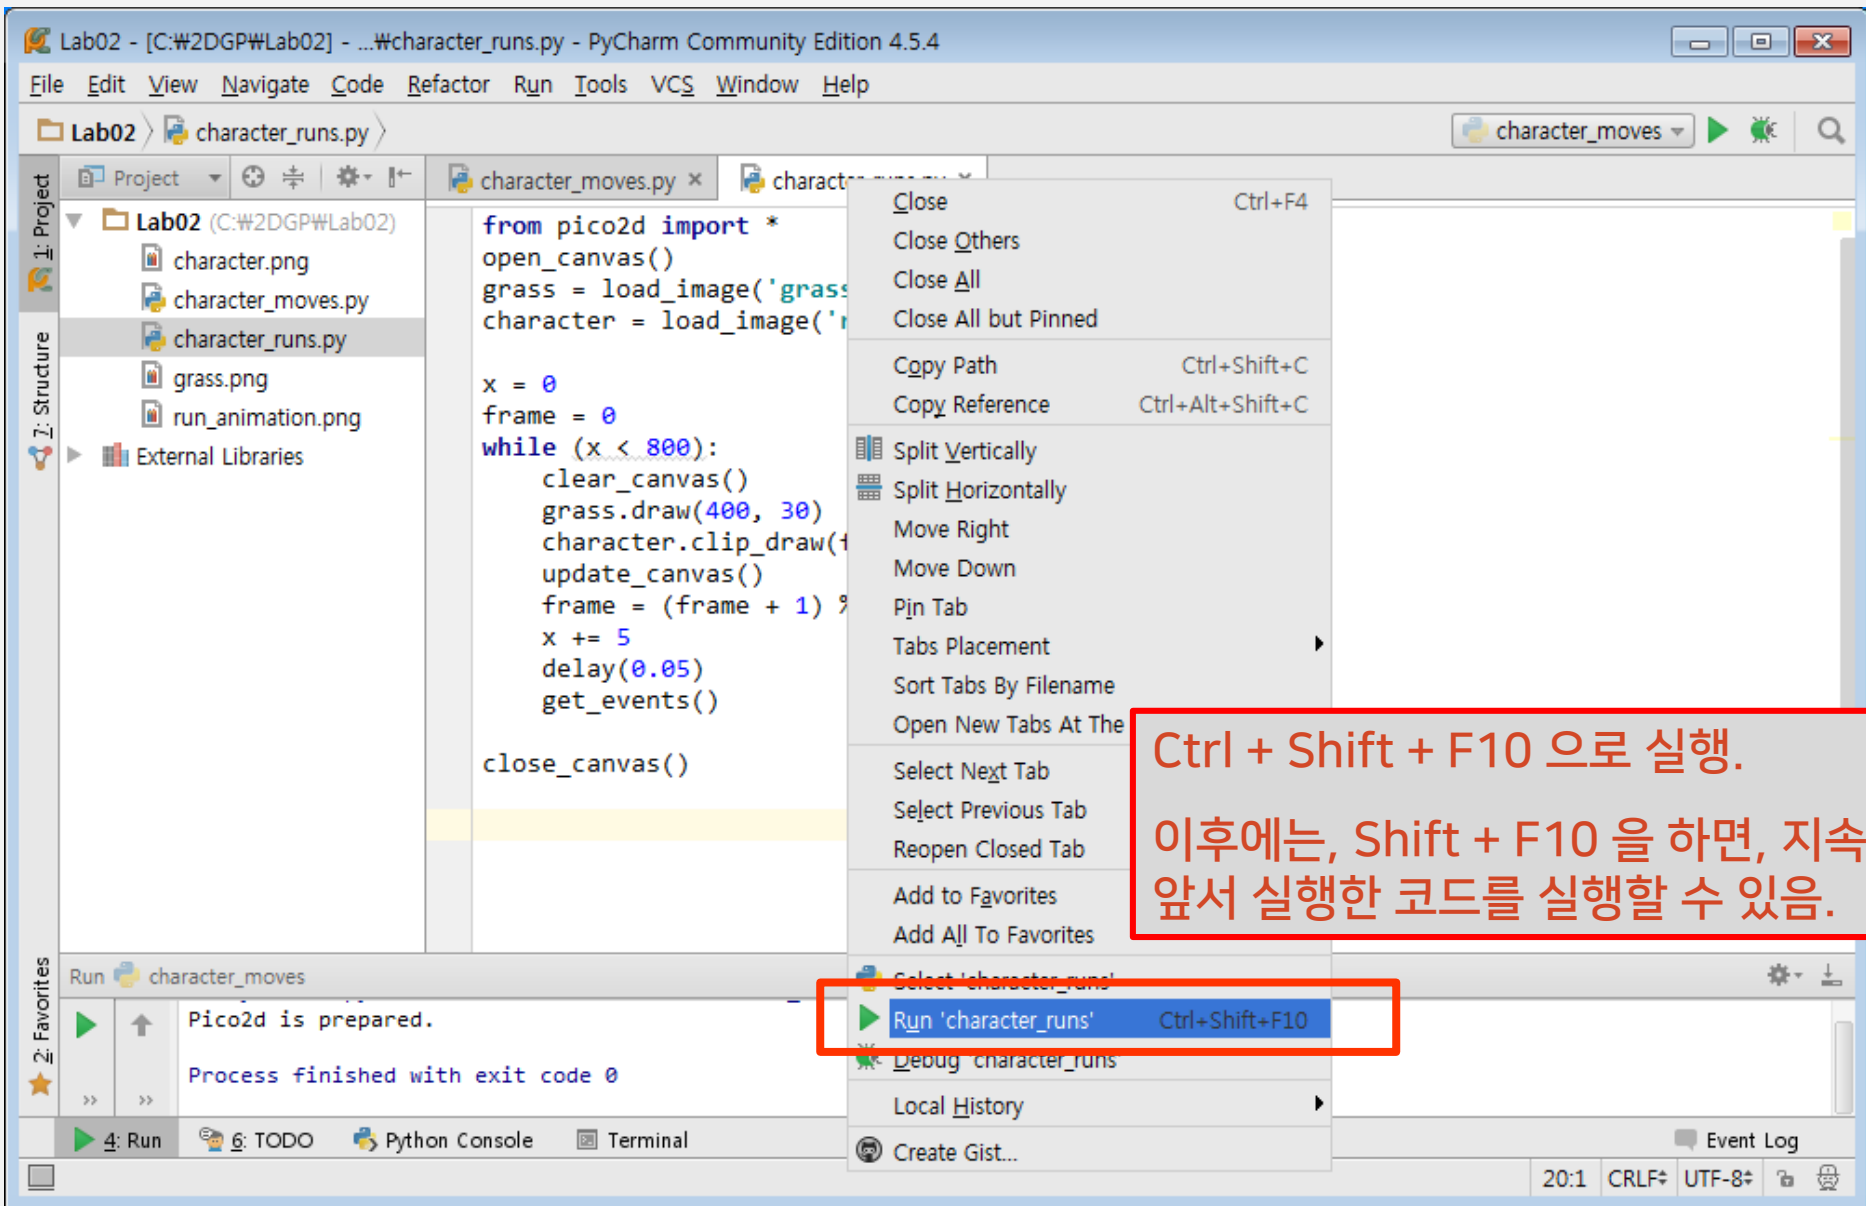 Lab02 - [C:₩2DGP₩Lab02] - ...₩character_runs.py - PyCharm Community Edition 4.5.4
File Edit View Navigate Code Refactor Run Tools VCS Window Help
Lab02 character_runs.py
character_moves
1: Project
7: Structure
2: Favorites
Project
Lab02 (C:₩2DGP₩Lab02)
character.png
character_moves.py
character_runs.py
grass.png
run_animation.png
External Libraries
character_moves.py ×
from pico2d import *
open_canvas()
grass = load_image('grass
character = load_image('r
x = 0
frame = 0
while (x < 800):
clear_canvas()
grass.draw(400, 30)
character.clip_draw(f
update_canvas()
frame = (frame + 1) %
x += 5
delay(0.05)
get_events()
close_canvas()
Close Ctrl+F4
Close Others
Close All
Close All but Pinned
Copy Path Ctrl+Shift+C
Copy Reference Ctrl+Alt+Shift+C
Split Vertically
Split Horizontally
Move Right
Move Down
Pin Tab
Tabs Placement
Sort Tabs By Filename
Open New Tabs At The
Select Next Tab
Select Previous Tab
Reopen Closed Tab
Add to Favorites
Add All To Favorites
Select 'character_runs'
Run 'character_runs' Ctrl+Shift+F10
Debug 'character_runs'
Local History
Create Gist...
Ctrl + Shift + F10 으로 실행.
이후에는, Shift + F10 을 하면, 지속
앞서 실행한 코드를 실행할 수 있음.
Run character_moves
Pico2d is prepared.
Process finished with exit code 0
4: Run 6: TODO Python Console Terminal Event Log
20:1 CRLF UTF-8